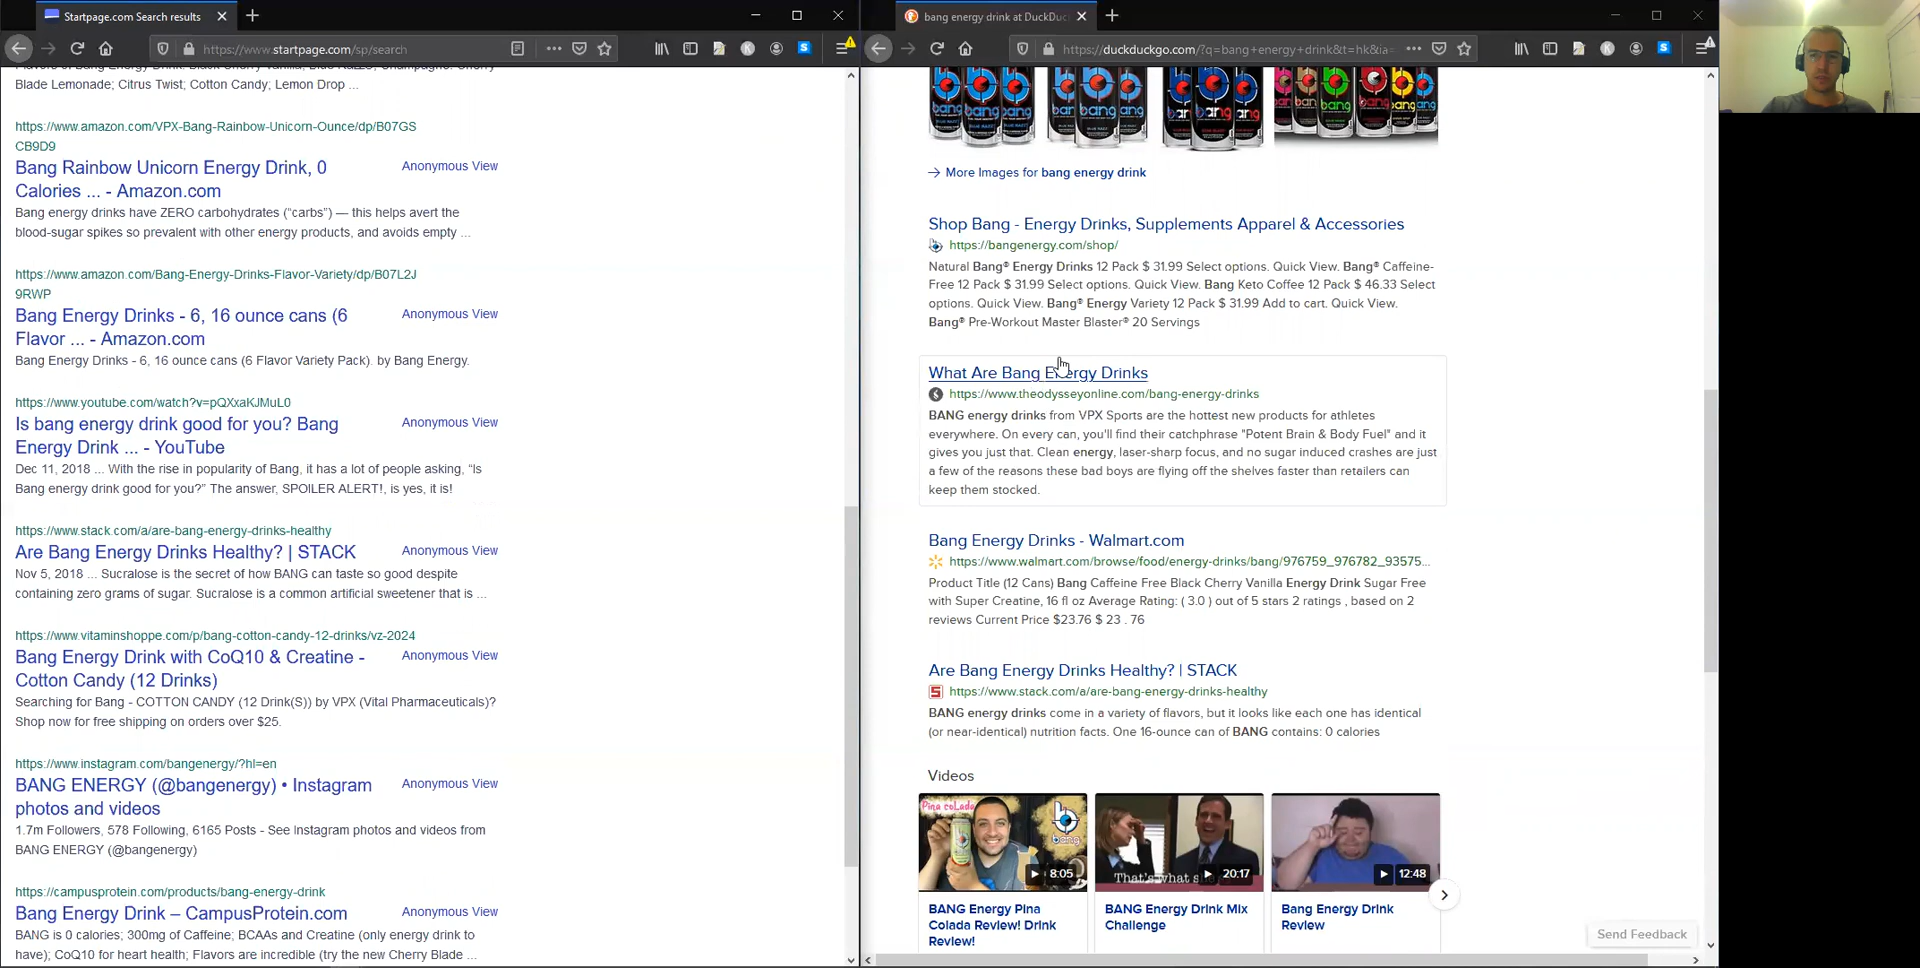 Startpage.com Search results
https://www.startpage.com/sp/search
Blade Lemonade; Citrus Twist; Cotton Candy; Lemon Drop ...
https://www.amazon.com/VPX-Bang-Rainbow-Unicorn-Ounce/dp/B07GS
CB9D9
Bang Rainbow Unicorn Energy Drink, 0
Calories ... - Amazon.com
Anonymous View
Bang energy drinks have ZERO carbohydrates (“carbs”) — this helps avert the
blood-sugar spikes so prevalent with other energy products, and avoids empty ...
https://www.amazon.com/Bang-Energy-Drinks-Flavor-Variety/dp/B07L2J
9RWP
Bang Energy Drinks - 6, 16 ounce cans (6
Flavor ... - Amazon.com
Anonymous View
Bang Energy Drinks - 6, 16 ounce cans (6 Flavor Variety Pack). by Bang Energy.
https://www.youtube.com/watch?v=pQXxaKJMuL0
Is bang energy drink good for you? Bang
Energy Drink ... - YouTube
Anonymous View
Dec 11, 2018 ... With the rise in popularity of Bang, it has a lot of people asking, “Is
Bang energy drink good for you?” The answer, SPOILER ALERT!, is yes, it is!
https://www.stack.com/a/are-bang-energy-drinks-healthy
Are Bang Energy Drinks Healthy? | STACK
Anonymous View
Nov 5, 2018 ... Sucralose is the secret of how BANG can taste so good despite
containing zero grams of sugar. Sucralose is a common artificial sweetener that is ...
https://www.vitaminshoppe.com/p/bang-cotton-candy-12-drinks/vz-2024
Bang Energy Drink with CoQ10 & Creatine -
Cotton Candy (12 Drinks)
Anonymous View
Searching for Bang - COTTON CANDY (12 Drink(S)) by VPX (Vital Pharmaceuticals)?
Shop now for free shipping on orders over $25.
https://www.instagram.com/bangenergy/?hl=en
BANG ENERGY (@bangenergy) • Instagram
photos and videos
Anonymous View
1.7m Followers, 578 Following, 6165 Posts - See Instagram photos and videos from
BANG ENERGY (@bangenergy)
https://campusprotein.com/products/bang-energy-drink
Bang Energy Drink – CampusProtein.com
Anonymous View
BANG is 0 calories; 300mg of Caffeine; BCAAs and Creatine (only energy drink to
have); CoQ10 for heart health; Flavors are incredible (try the new Cherry Blade ...
bang energy drink at DuckDuc
https://duckduckgo.com/?q=bang+energy+drink&t=hk&ia=
bang
bang
bang
bang
→ More Images for bang energy drink
Shop Bang - Energy Drinks, Supplements Apparel & Accessories
https://bangenergy.com/shop/
Natural Bang® Energy Drinks 12 Pack $ 31.99 Select options. Quick View. Bang® Caffeine-
Free 12 Pack $ 31.99 Select options. Quick View. Bang Keto Coffee 12 Pack $ 46.33 Select
options. Quick View. Bang® Energy Variety 12 Pack $ 31.99 Add to cart. Quick View.
Bang® Pre-Workout Master Blaster® 20 Servings
What Are Bang Energy Drinks
https://www.theodysseyonline.com/bang-energy-drinks
BANG energy drinks from VPX Sports are the hottest new products for athletes
everywhere. On every can, you'll find their catchphrase "Potent Brain & Body Fuel" and it
gives you just that. Clean energy, laser-sharp focus, and no sugar induced crashes are just
a few of the reasons these bad boys are flying off the shelves faster than retailers can
keep them stocked.
Bang Energy Drinks - Walmart.com
https://www.walmart.com/browse/food/energy-drinks/bang/976759_976782_93575...
Product Title (12 Cans) Bang Caffeine Free Black Cherry Vanilla Energy Drink Sugar Free
with Super Creatine, 16 fl oz Average Rating: ( 3.0 ) out of 5 stars 2 ratings , based on 2
reviews Current Price $23.76 $ 23 . 76
Are Bang Energy Drinks Healthy? | STACK
https://www.stack.com/a/are-bang-energy-drinks-healthy
BANG energy drinks come in a variety of flavors, but it looks like each one has identical
(or near-identical) nutrition facts. One 16-ounce can of BANG contains: 0 calories
Videos
Pina coLada
bang
8:05
That's what
20:17
12:48
BANG Energy Pina
Colada Review! Drink
Review!
BANG Energy Drink Mix
Challenge
Bang Energy Drink
Review
Send Feedback